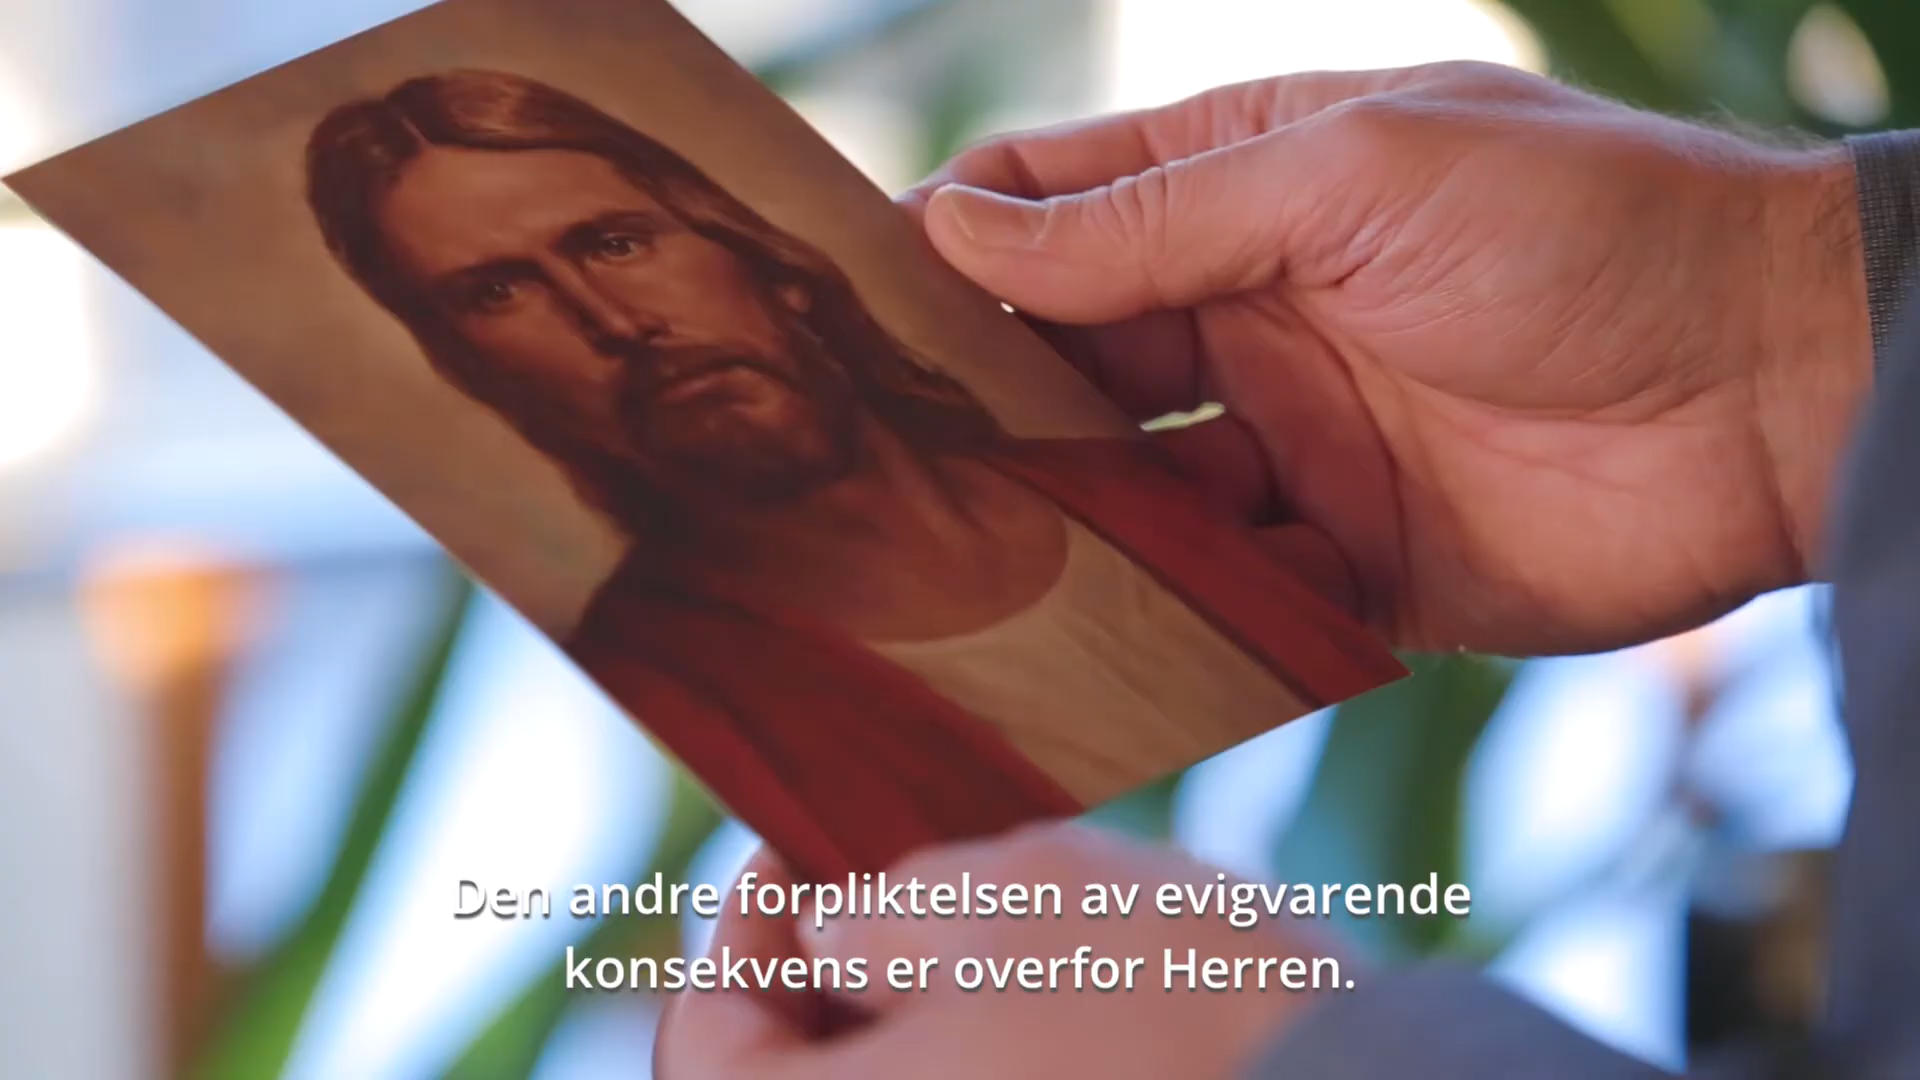 Den andre forpliktelsen av evigvarende
konsekvens er overfor Herren.